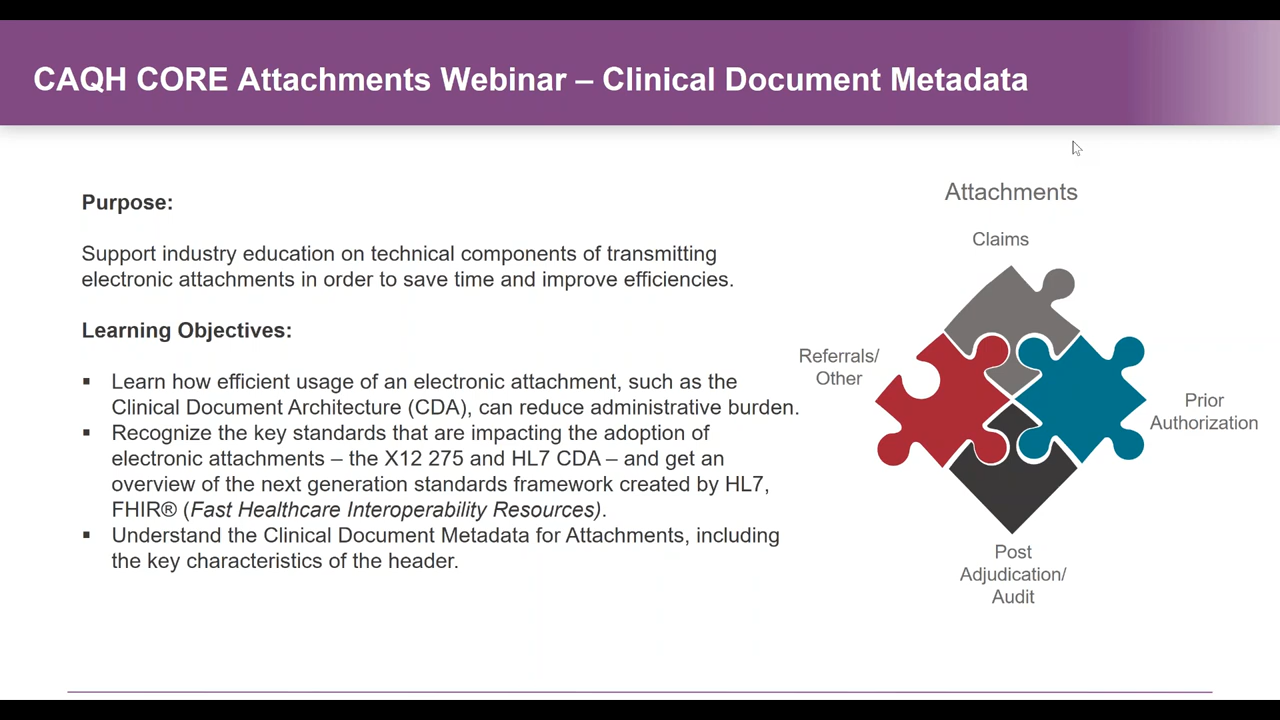 CAQH CORE Attachments Webinar – Clinical Document Metadata
Purpose:
Support industry education on technical components of transmitting
electronic attachments in order to save time and improve efficiencies.
Learning Objectives:
▪ Learn how efficient usage of an electronic attachment, such as the
Clinical Document Architecture (CDA), can reduce administrative burden.
▪ Recognize the key standards that are impacting the adoption of
electronic attachments – the X12 275 and HL7 CDA – and get an
overview of the next generation standards framework created by HL7,
FHIR® (Fast Healthcare Interoperability Resources).
▪ Understand the Clinical Document Metadata for Attachments, including
the key characteristics of the header.
Attachments
Claims
Referrals/
Other
Prior
Authorization
Post
Adjudication/
Audit